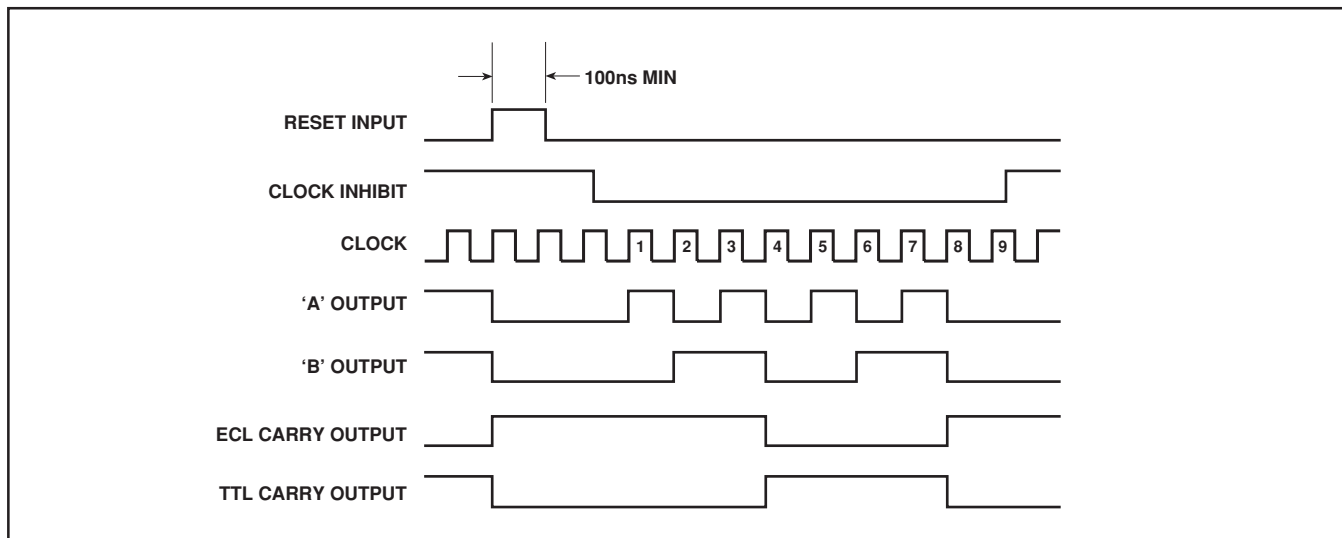 100ns MIN
RESET INPUT
CLOCK INHIBIT
CLOCK 1 2 3 4 5 6 7 8 9
‘A’ OUTPUT
‘B’ OUTPUT
ECL CARRY OUTPUT
TTL CARRY OUTPUT